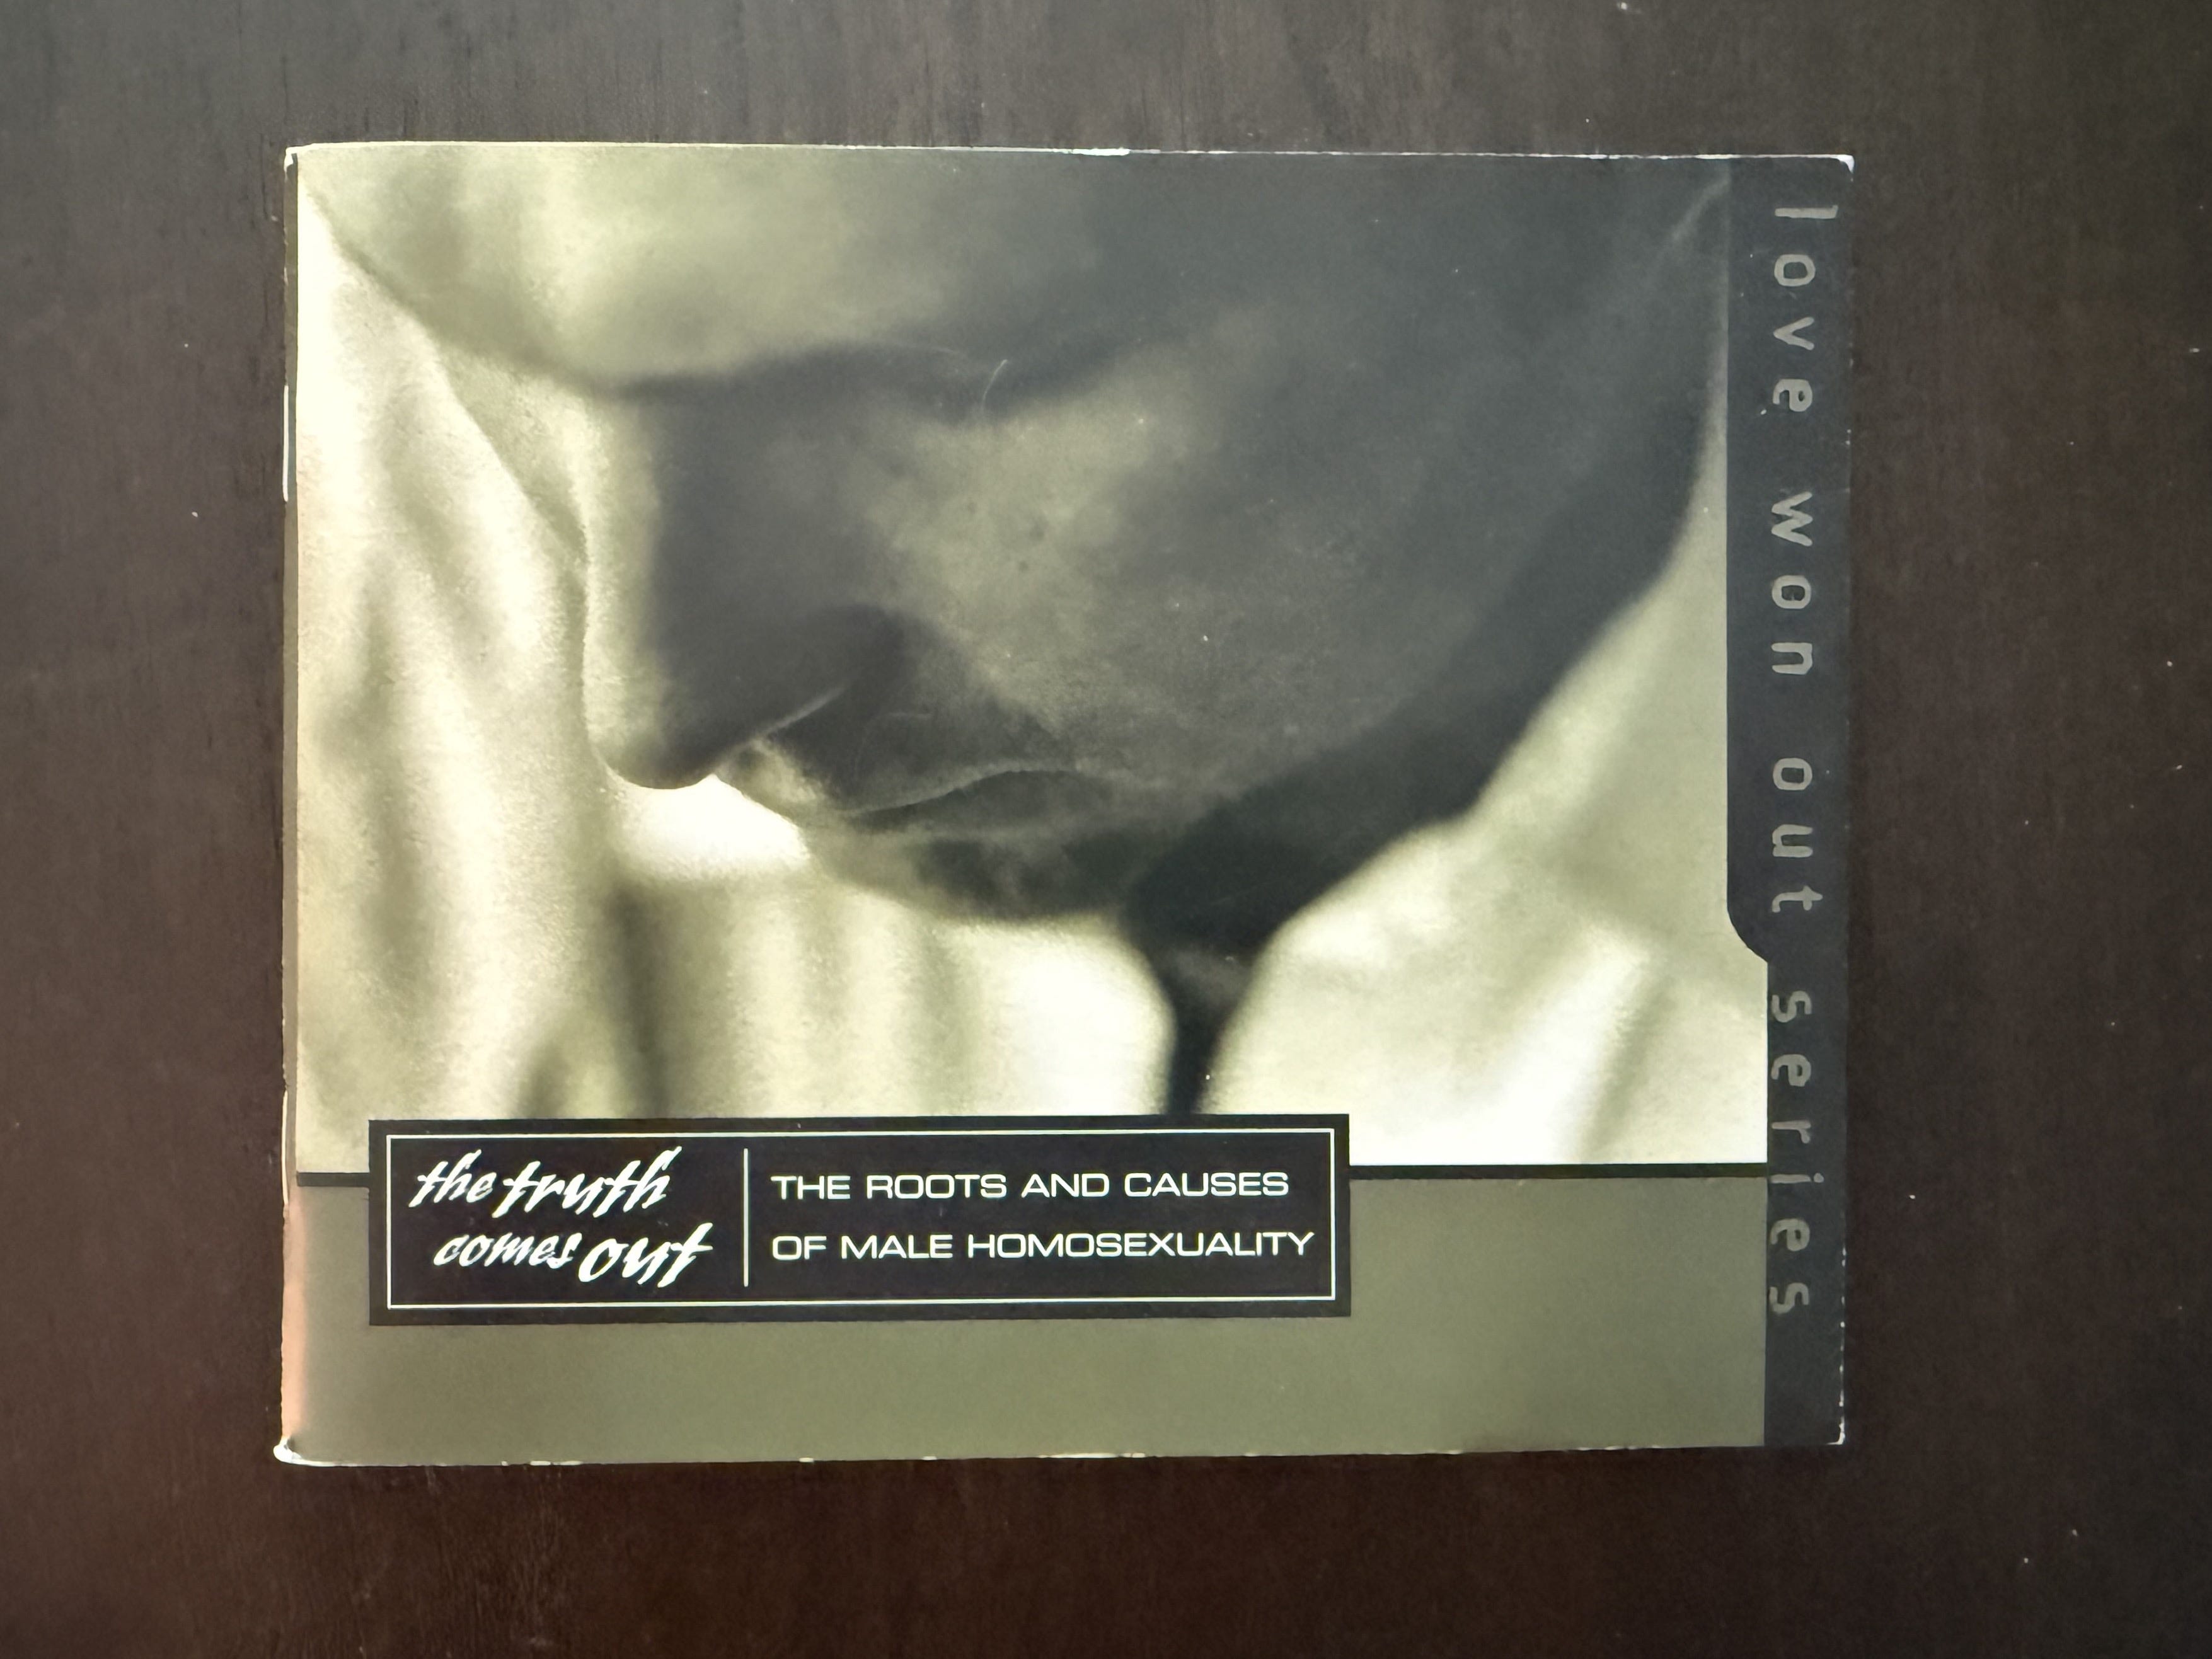 the truth
comes out
THE ROOTS AND CAUSES
OF MALE HOMOSEXUALITY
love won out series